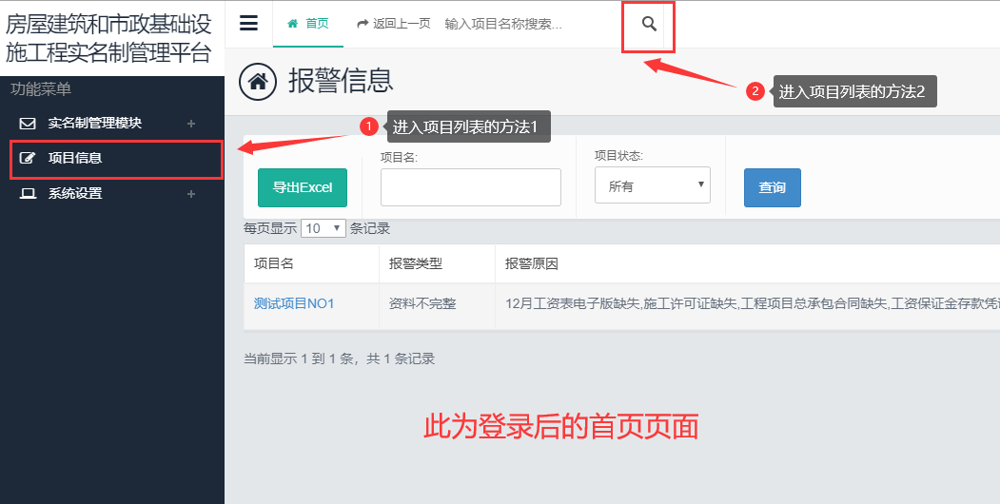 房屋建筑和市政基础设
施工程实名制管理平台
首页
返回上一页
输入项目名称搜索...
功能菜单
实名制管理模块 +
项目信息
系统设置 +
报警信息
2 进入项目列表的方法2
1 进入项目列表的方法1
导出Excel
项目名:
项目状态:
所有
查询
每页显示 10 条记录
项目名 报警类型 报警原因
测试项目NO1 资料不完整 12月工资表电子版缺失,施工许可证缺失,工程项目总承包合同缺失,工资保证金存款凭
当前显示 1 到 1 条，共 1 条记录
此为登录后的首页页面